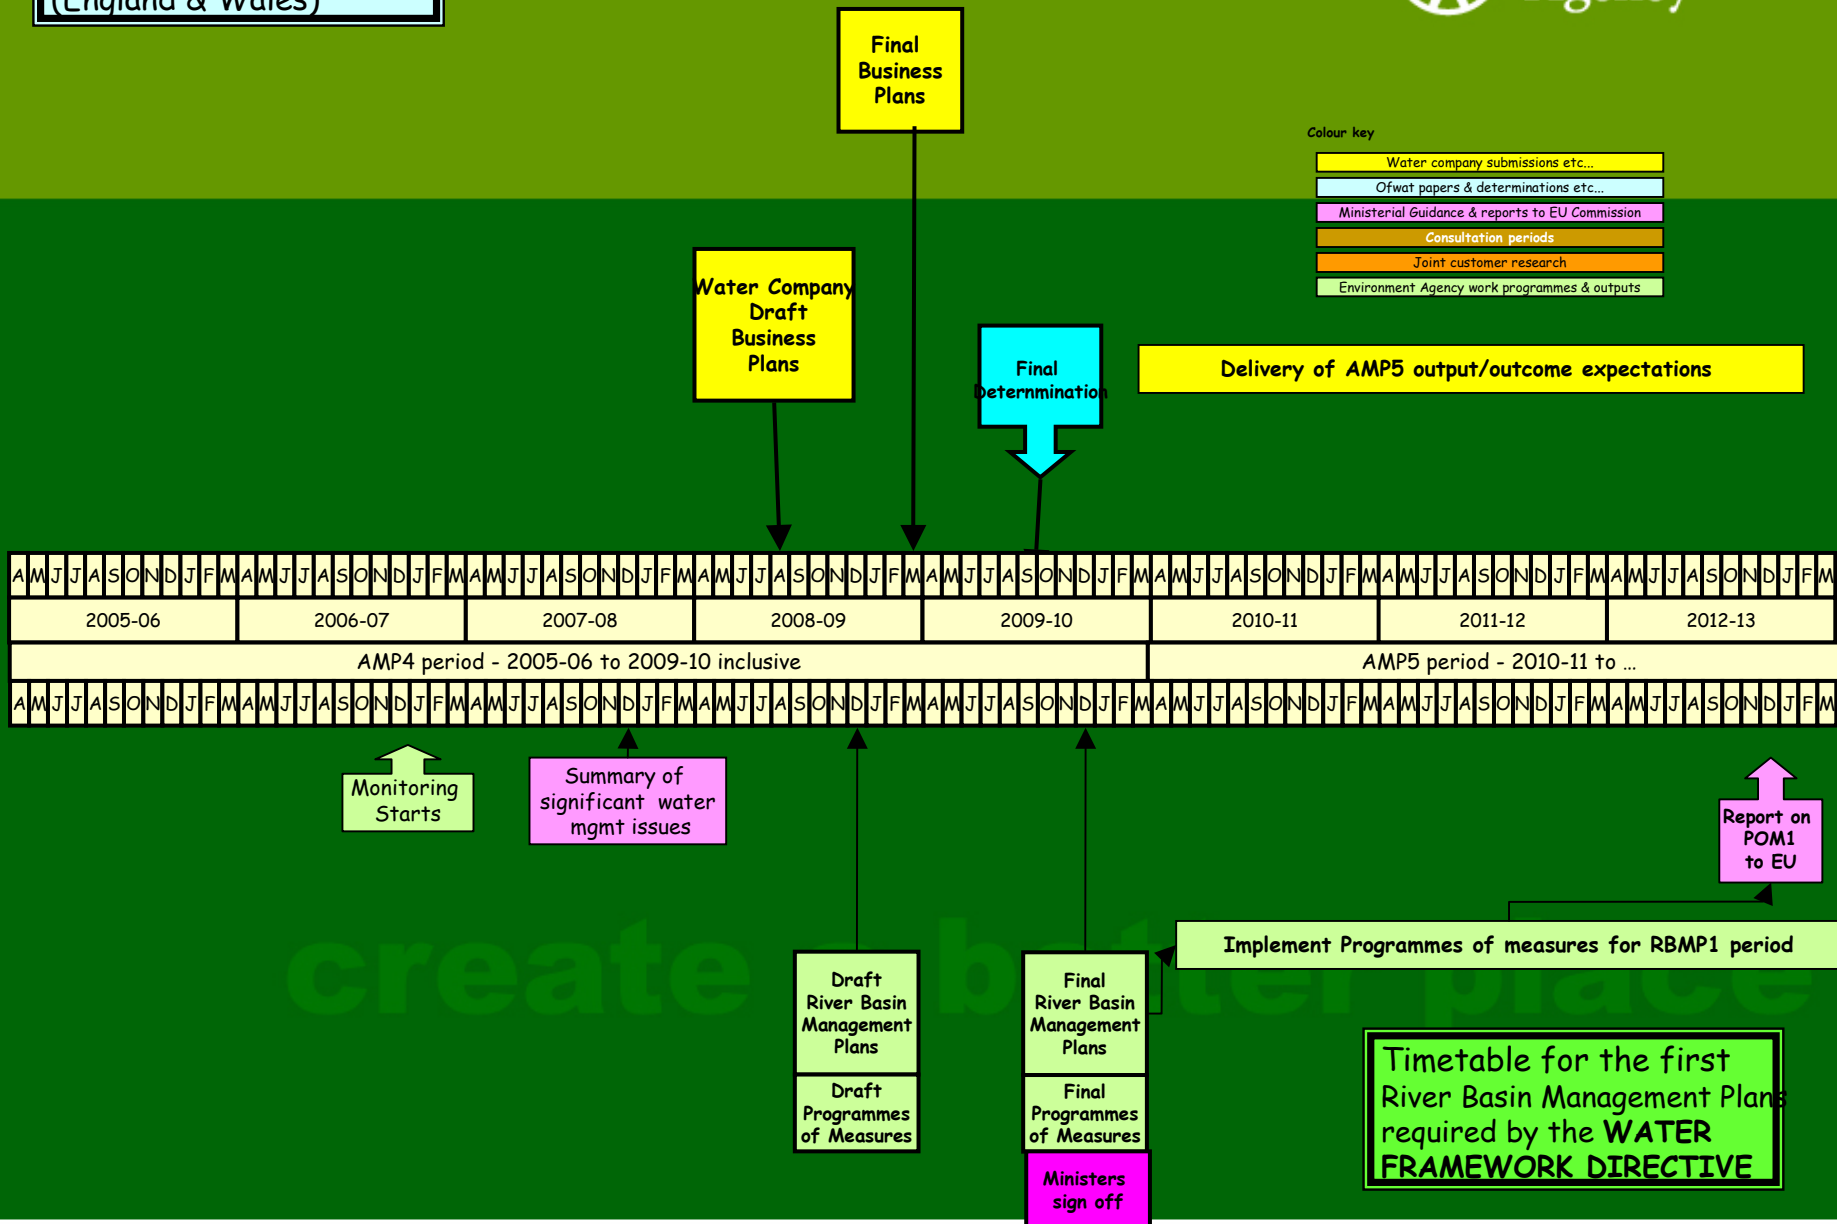 (England & Wales)
Agency
Final
Business
Plans
Colour key
Water company submissions etc...
Ofwat papers & determinations etc...
Ministerial Guidance & reports to EU Commission
Consultation periods
Joint customer research
Environment Agency work programmes & outputs
Water Company
Draft
Business
Plans
Final
Deternmination
Delivery of AMP5 output/outcome expectations
A M J J A S O N D J F M A M J J A S O N D J F M A M J J A S O N D J F M A M J J A S O N D J F M A M J J A S O N D J F M A M J J A S O N D J F M A M J J A S O N D J F M A M J J A S O N D J F M
2005-06 2006-07 2007-08 2008-09 2009-10 2010-11 2011-12 2012-13
AMP4 period - 2005-06 to 2009-10 inclusive AMP5 period - 2010-11 to ...
A M J J A S O N D J F M A M J J A S O N D J F M A M J J A S O N D J F M A M J J A S O N D J F M A M J J A S O N D J F M A M J J A S O N D J F M A M J J A S O N D J F M A M J J A S O N D J F M
Monitoring
Starts
Summary of
significant water
mgmt issues
Report on
POM1
to EU
Implement Programmes of measures for RBMP1 period
create a better place
Draft
River Basin
Management
Plans
Draft
Programmes
of Measures
Final
River Basin
Management
Plans
Final
Programmes
of Measures
Ministers
sign off
Timetable for the first
River Basin Management Plans
required by the WATER
FRAMEWORK DIRECTIVE